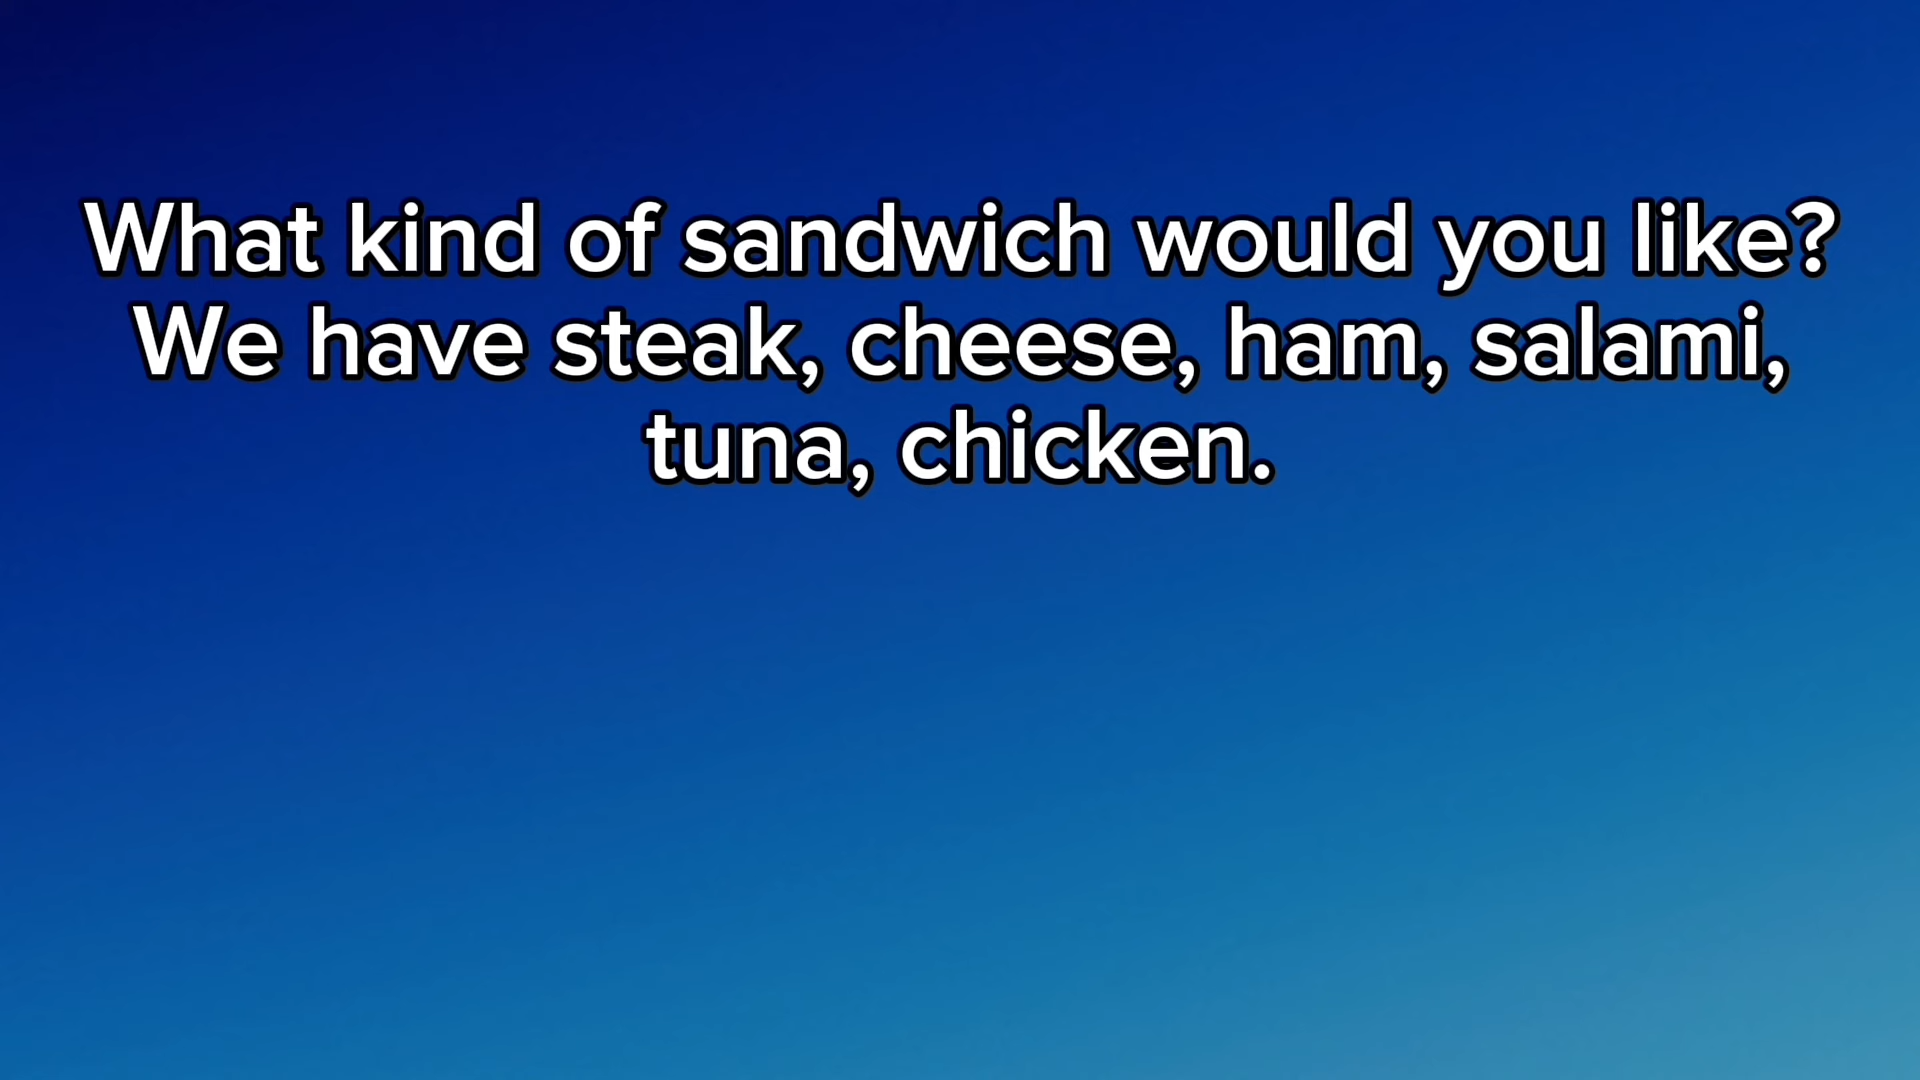 What kind of sandwich would you like?
We have steak, cheese, ham, salami,
tuna, chicken.